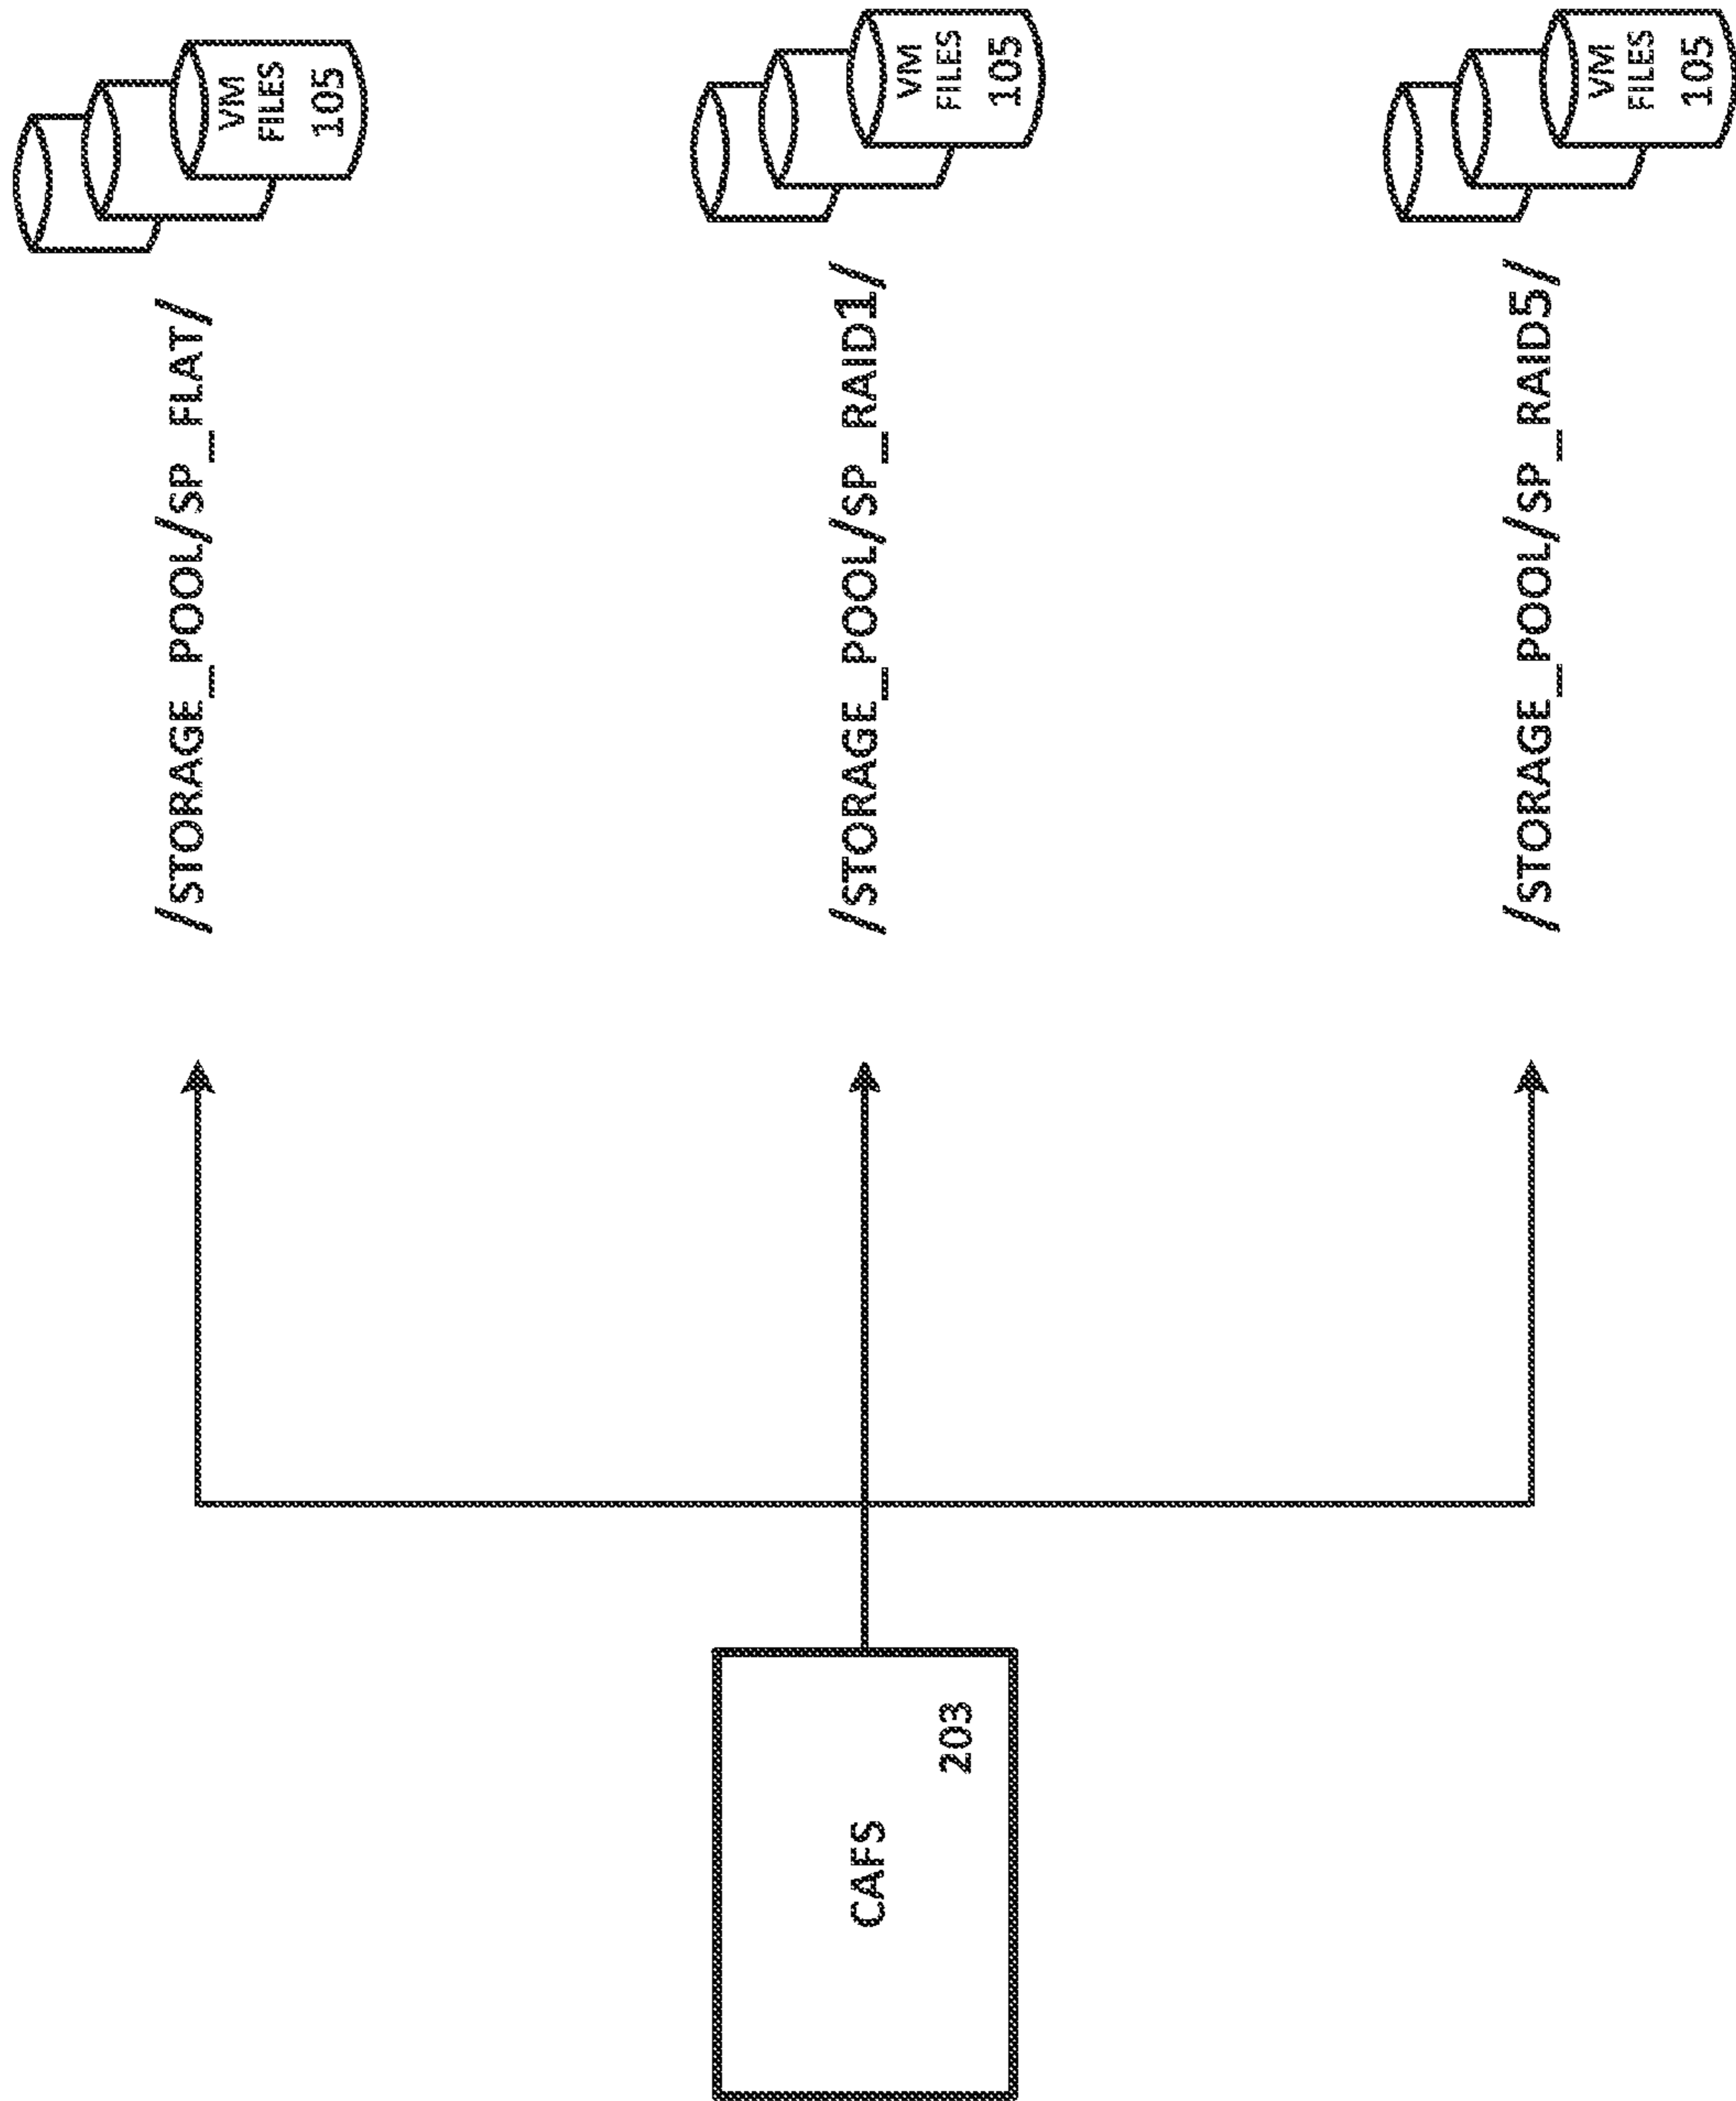 CAFS
203
/STORAGE_POOL/SP_FLAT/
VM
FILES
105
/STORAGE_POOL/SP_RAID1/
VM
FILES
105
/STORAGE_POOL/SP_RAID5/
VM
FILES
105